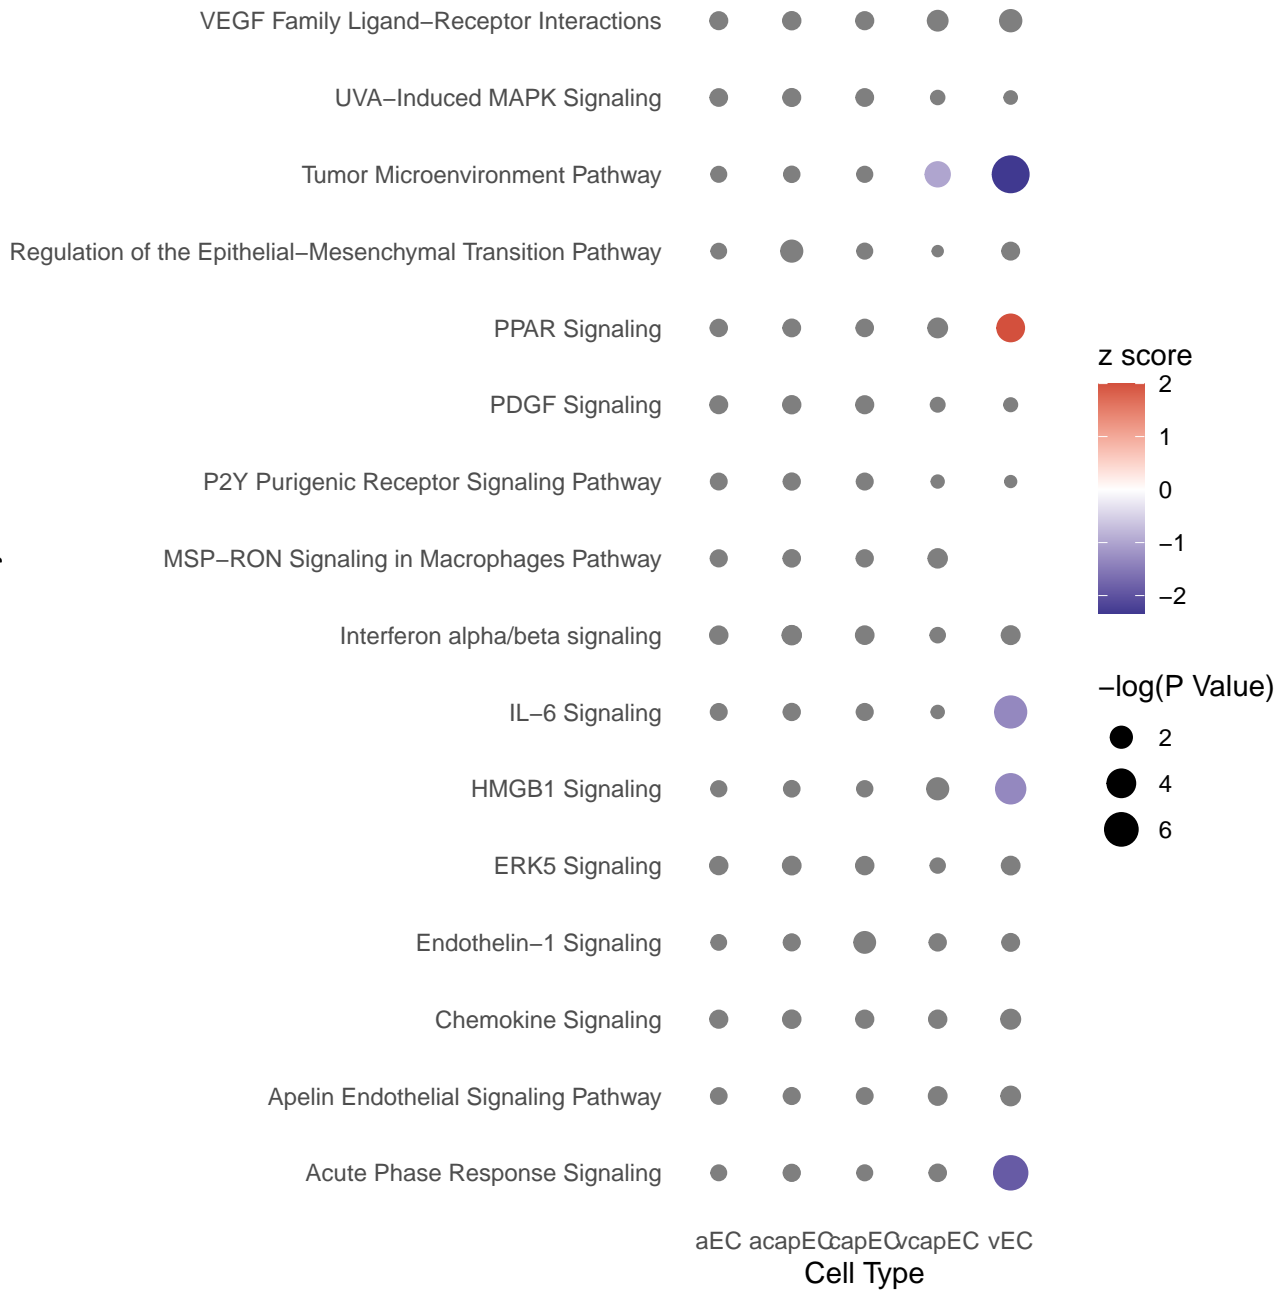 VEGF Family Ligand−Receptor Interactions
UVA−Induced MAPK Signaling
Tumor Microenvironment Pathway
Regulation of the Epithelial−Mesenchymal Transition Pathway
PPAR Signaling
PDGF Signaling
P2Y Purigenic Receptor Signaling Pathway
MSP−RON Signaling in Macrophages Pathway
Interferon alpha/beta signaling
IL−6 Signaling
HMGB1 Signaling
ERK5 Signaling
Endothelin−1 Signaling
Chemokine Signaling
Apelin Endothelial Signaling Pathway
Acute Phase Response Signaling
aEC acapEC capEC vcapEC vEC
Cell Type
z score
2
1
0
−1
−2
−log(P Value)
2
4
6